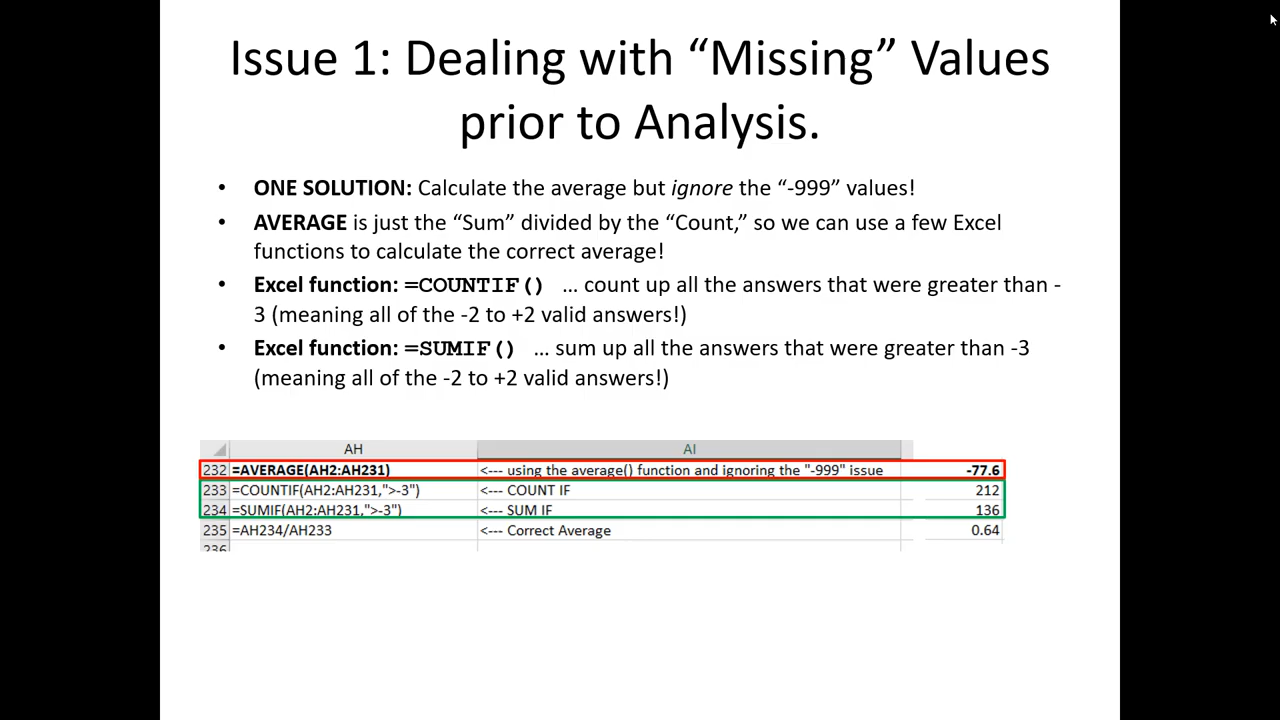 Issue 1: Dealing with “Missing” Values
prior to Analysis.
• ONE SOLUTION: Calculate the average but ignore the “-999” values!
• AVERAGE is just the “Sum” divided by the “Count,” so we can use a few Excel
functions to calculate the correct average!
• Excel function: =COUNTIF() … count up all the answers that were greater than -
3 (meaning all of the -2 to +2 valid answers!)
• Excel function: =SUMIF() … sum up all the answers that were greater than -3
(meaning all of the -2 to +2 valid answers!)
AH AI
232 =AVERAGE(AH2:AH231) <--- using the average() function and ignoring the "-999" issue -77.6
233 =COUNTIF(AH2:AH231,">-3") <--- COUNT IF 212
234 =SUMIF(AH2:AH231,">-3") <--- SUM IF 136
235 =AH234/AH233 <--- Correct Average 0.64
236